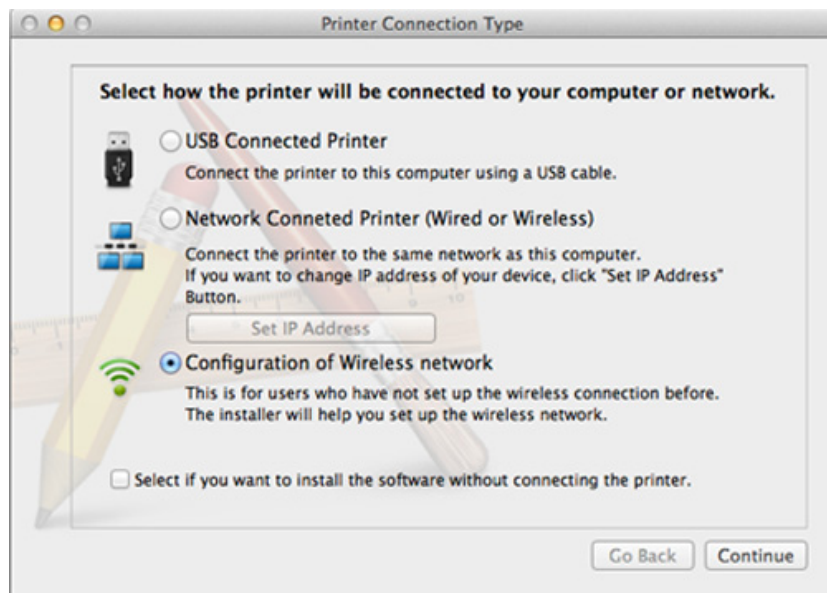 Printer Connection Type
Select how the printer will be connected to your computer or network.
USB Connected Printer
Connect the printer to this computer using a USB cable.
Network Conneted Printer (Wired or Wireless)
Connect the printer to the same network as this computer.
If you want to change IP address of your device, click "Set IP Address"
Button.
Set IP Address
Configuration of Wireless network
This is for users who have not set up the wireless connection before.
The installer will help you set up the wireless network.
Select if you want to install the software without connecting the printer.
Go Back
Continue